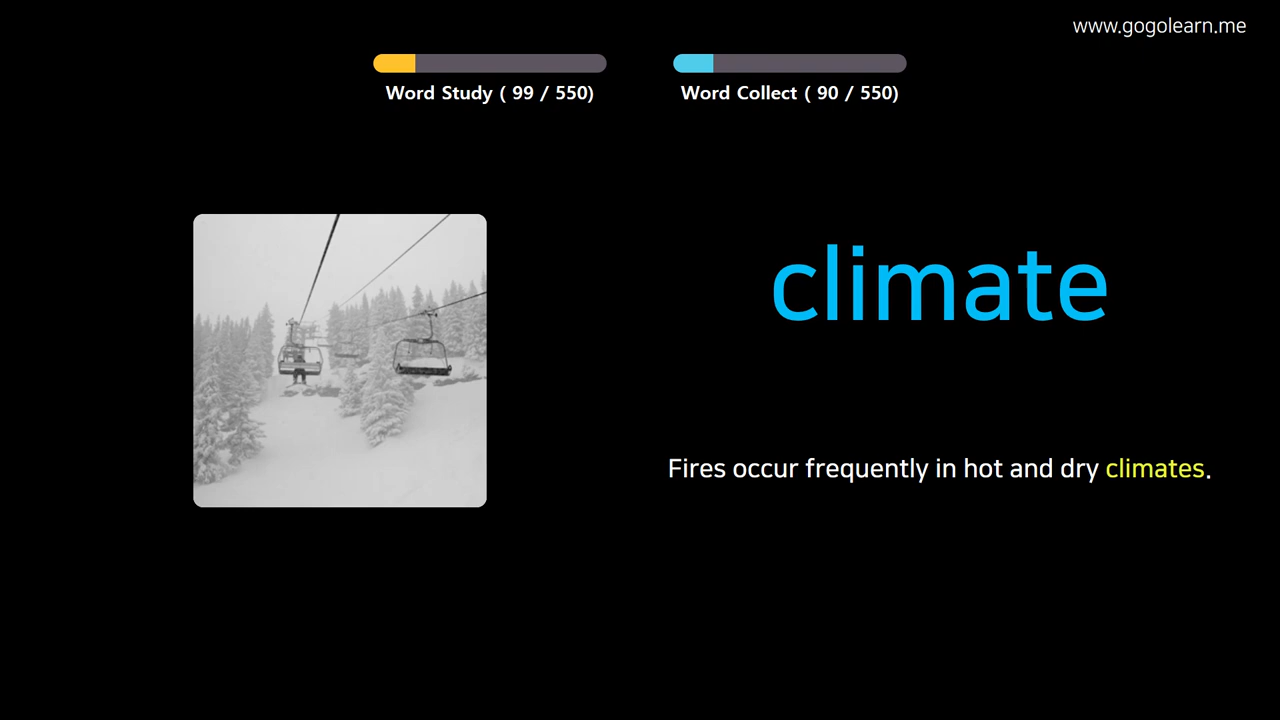 www.gogolearn.me
Word Study ( 99 / 550)
Word Collect ( 90 / 550)
climate
Fires occur frequently in hot and dry climates.